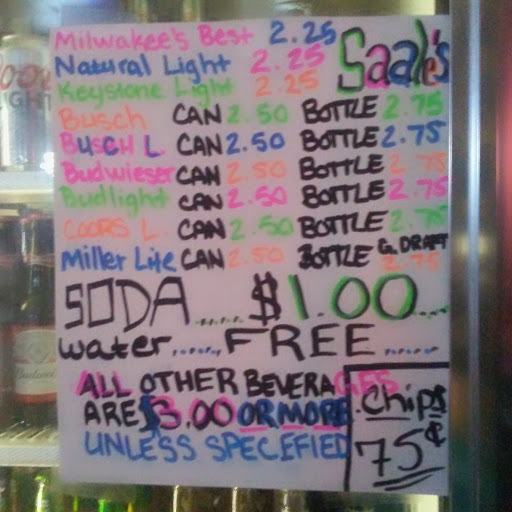 Milwakee's Best 2.25
Saale's
Natural Light 2.25
Keystone Light 2.25
Busch CAN 2.50 BOTTLE 2.75
BUSCH L. CAN 2.50 BOTTLE 2.75
Budwieser CAN 2.50 BOTTLE 2.75
Budlight CAN 2.50 BOTTLE 2.75
COORS L. CAN 2.50 BOTTLE 2.75
Miller Lite CAN 2.50 BOTTLE G. DRAFT 2.75
SODA ..... $1.00....
water......FREE......
ALL OTHER BEVERAGES
ARE $3.00 OR MORE
UNLESS SPECEFIED
Chips
75¢